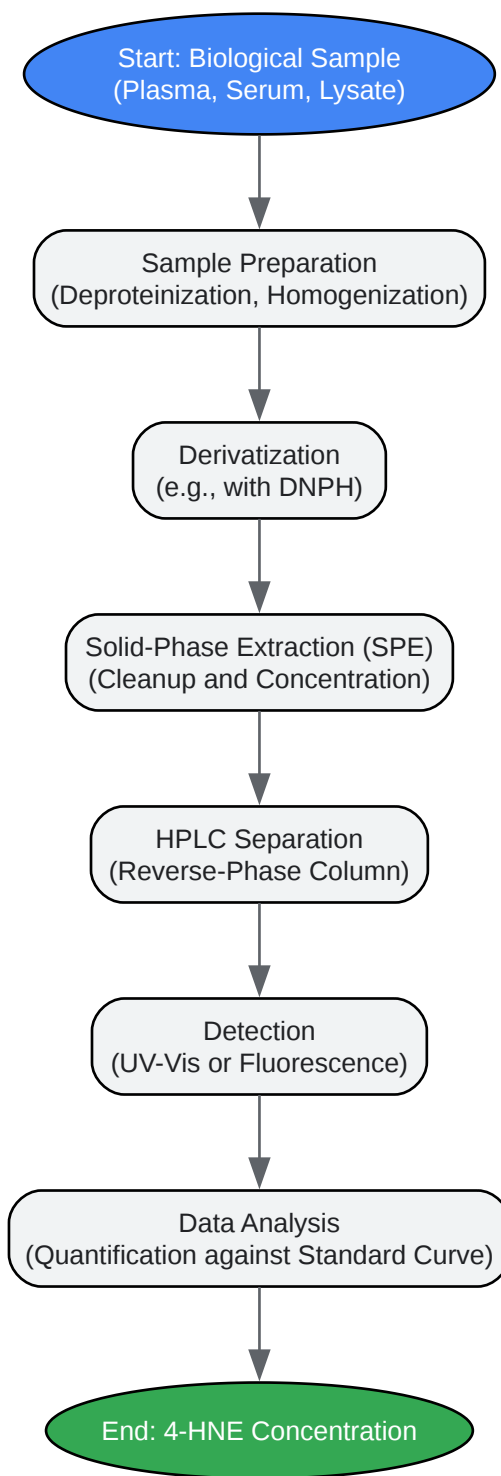 Start: Biological Sample
(Plasma, Serum, Lysate)
Sample Preparation
(Deproteinization, Homogenization)
Derivatization
(e.g., with DNPH)
Solid-Phase Extraction (SPE)
(Cleanup and Concentration)
HPLC Separation
(Reverse-Phase Column)
Detection
(UV-Vis or Fluorescence)
Data Analysis
(Quantification against Standard Curve)
End: 4-HNE Concentration